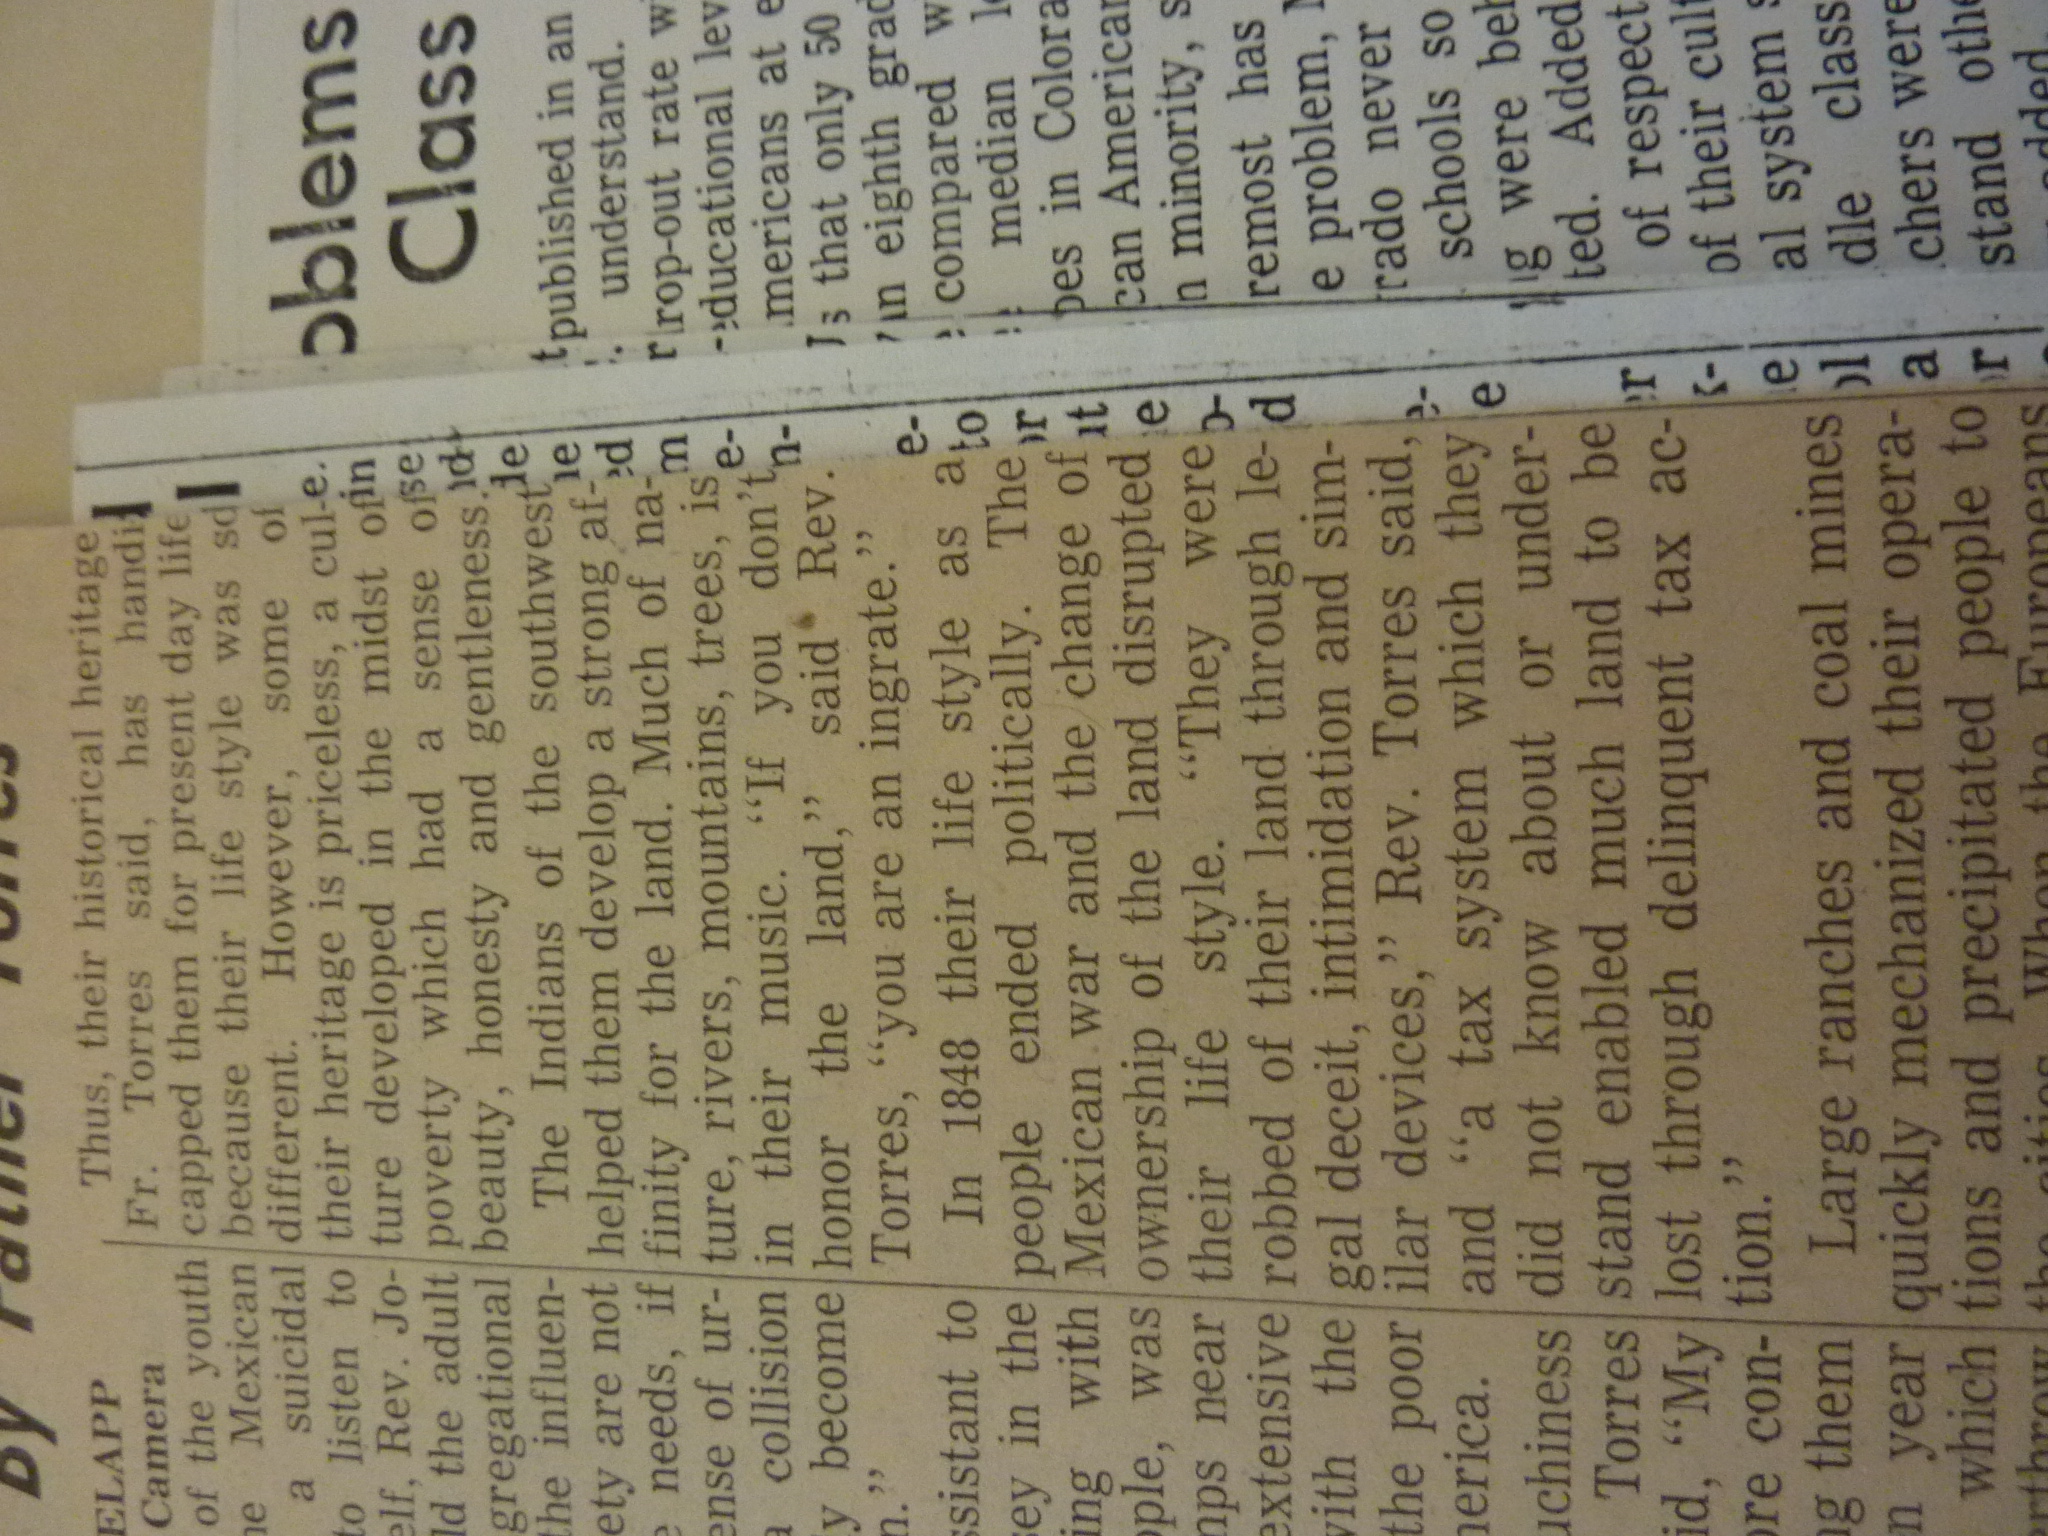 By Father Torres
ELAPP
Camera
of the youth
Mexican
a suicidal
to listen to
Rev. Jo-
the adult
gregational
the influen-
ety are not
needs, if
ense of ur-
collision
become
ssistant to
in the
with
was
near
extensive
with the
the poor
erica.
uchiness
Torres
"My
con-
them
year
which
Thus, their historical heritage
Fr. Torres said, has handi
capped them for present day life
because their life style was so
different. However, some of
their heritage is priceless, a cul-
ture developed in the midst of
poverty which had a sense of
beauty, honesty and gentleness.
The Indians of the southwest
helped them develop a strong af-
finity for the land. Much of na-
ture, rivers, mountains, trees, is
in their music. "If you don't
honor the land," said Rev.
Torres, "you are an ingrate."
In 1848 their life style as a
people ended politically. The
Mexican war and the change of
ownership of the land disrupted
their life style. "They were
robbed of their land through le-
gal deceit, intimidation and sim-
ilar devices," Rev. Torres said,
and "a tax system which they
did not know about or under-
stand enabled much land to be
lost through delinquent tax ac-
tion."
Large ranches and coal mines
quickly mechanized their opera-
tions and precipitated people to
the cities. When the Europeans
oblems
Class
published in an
understand.
rop-out rate
educational lev
mericans at
s that only 50
an eighth grad
compared
median
in Colora
can American
n minority,
remost has
e problem,
rado never
schools so
were
ted. Added
of respect
of their cult
al system
dle class
chers were
stand othe
added